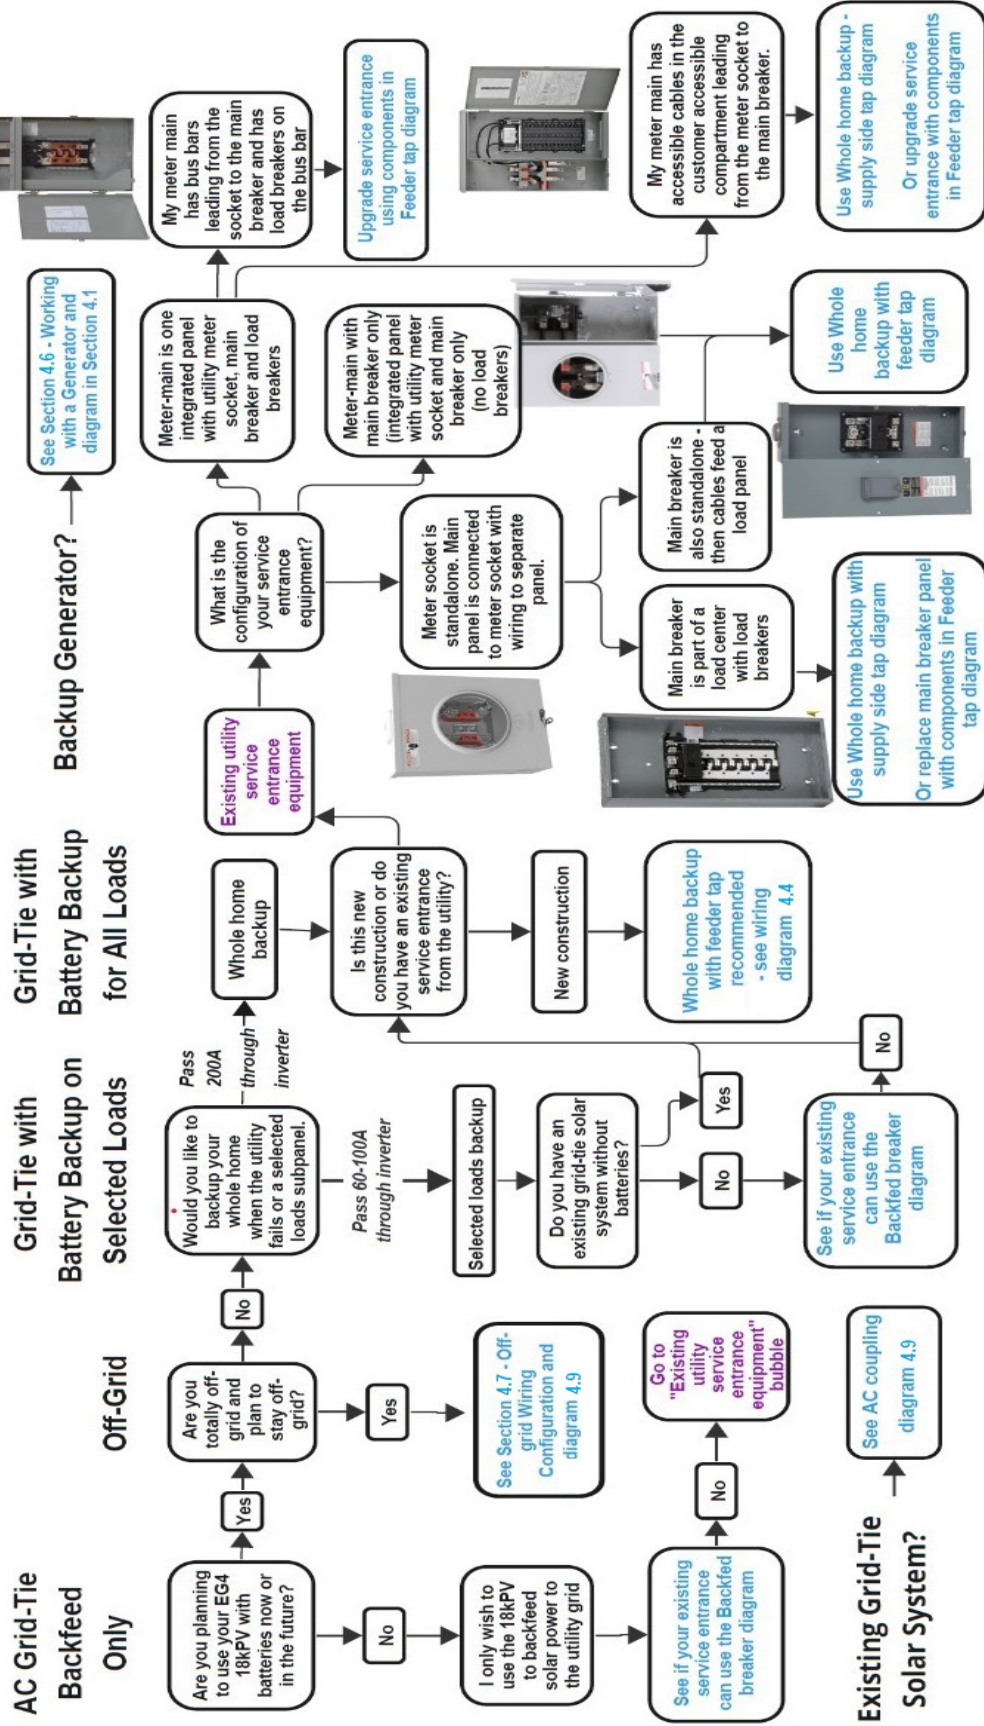 AC Grid-Tie
Backfeed
Only
Off-Grid
Grid-Tie with
Battery Backup on
Selected Loads
Grid-Tie with
Battery Backup
for All Loads
Backup Generator?
See Section 4.6 - Working
with a Generator and
diagram in Section 4.1
Are you planning
to use your EG4
18kPV with
batteries now or
in the future?
Yes
Are you
totally off-
grid and
plan to
stay off-
grid?
No
Would you like to
backup your
whole home
when the utility
fails or a selected
loads subpanel.
Pass
200A
through
inverter
Whole home
backup
Existing utility
service
entrance
equipment
What is the
configuration of
your service
entrance
equipment?
Meter-main is one
integrated panel
with utility meter
socket, main
breaker and load
breakers
My meter main
has bus bars
leading from the
socket to the main
breaker and has
load breakers on
the bus bar
Upgrade service entrance
using components in
Feeder tap diagram
No
I only wish to
use the 18kPV
to backfeed
solar power to
the utility grid
See if your existing
service entrance
can use the Backfed
breaker diagram
No
Go to
"Existing
utility
service
entrance
equipment"
bubble
Yes
See Section 4.7 - Off-
grid Wiring
Configuration and
diagram 4.9
Pass 60-100A
through inverter
Selected loads backup
Do you have an
existing grid-tie solar
system without
batteries?
No
Yes
See if your existing
service entrance
can use the
Backfed breaker
diagram
No
Is this new
construction or do
you have an existing
service entrance
from the utility?
New construction
Whole home backup
with feeder tap
recommended
- see wiring
diagram 4.4
Meter socket is
standalone. Main
panel is connected
to meter socket with
wiring to separate
panel.
Main breaker
is part of a
load center
with load
breakers
Use Whole home backup with
supply side tap diagram
Or replace main breaker panel
with components in Feeder
tap diagram
Main breaker is
also standalone -
then cables feed a
load panel
Meter-main with
main breaker only
(integrated panel
with utility meter
socket and main
breaker only
(no load
breakers)
Use Whole
home
backup with
feeder tap
diagram
My meter main has
accessible cables in the
customer accessible
compartment leading
from the meter socket to
the main breaker.
Use Whole home backup -
supply side tap diagram
Or upgrade service
entrance with components
in Feeder tap diagram
Existing Grid-Tie
Solar System?
See AC coupling
diagram 4.9